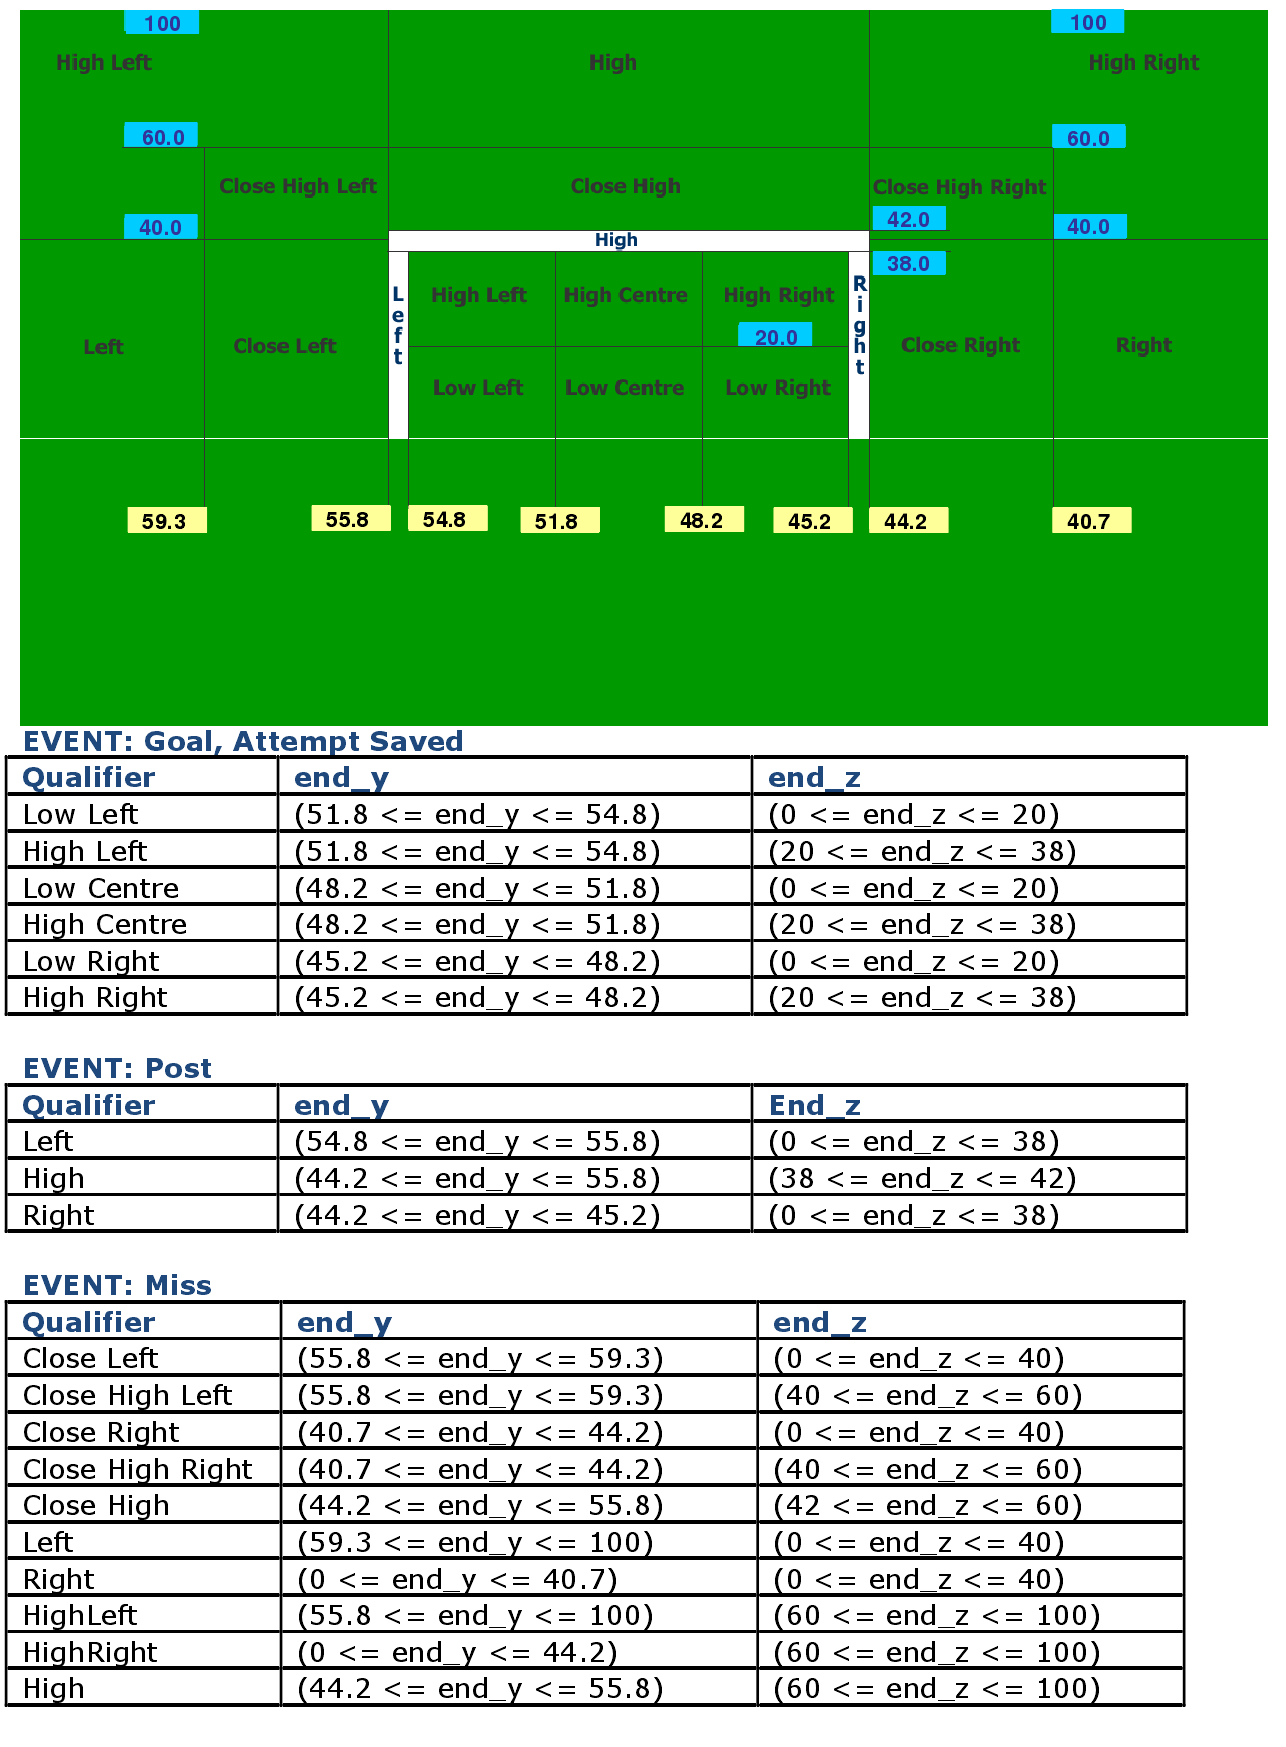 100 100
High Left High High Right
60.0 60.0
Close High Left Close High Close High Right
40.0 42.0 40.0
High
38.0
Left High Left High Centre High Right Right
20.0
Left Close Left Close Right Right
Low Left Low Centre Low Right
59.3 55.8 54.8 51.8 48.2 45.2 44.2 40.7
EVENT: Goal, Attempt Saved
Qualifier end_y end_z
Low Left (51.8 <= end_y <= 54.8) (0 <= end_z <= 20)
High Left (51.8 <= end_y <= 54.8) (20 <= end_z <= 38)
Low Centre (48.2 <= end_y <= 51.8) (0 <= end_z <= 20)
High Centre (48.2 <= end_y <= 51.8) (20 <= end_z <= 38)
Low Right (45.2 <= end_y <= 48.2) (0 <= end_z <= 20)
High Right (45.2 <= end_y <= 48.2) (20 <= end_z <= 38)
EVENT: Post
Qualifier end_y End_z
Left (54.8 <= end_y <= 55.8) (0 <= end_z <= 38)
High (44.2 <= end_y <= 55.8) (38 <= end_z <= 42)
Right (44.2 <= end_y <= 45.2) (0 <= end_z <= 38)
EVENT: Miss
Qualifier end_y end_z
Close Left (55.8 <= end_y <= 59.3) (0 <= end_z <= 40)
Close High Left (55.8 <= end_y <= 59.3) (40 <= end_z <= 60)
Close Right (40.7 <= end_y <= 44.2) (0 <= end_z <= 40)
Close High Right (40.7 <= end_y <= 44.2) (40 <= end_z <= 60)
Close High (44.2 <= end_y <= 55.8) (42 <= end_z <= 60)
Left (59.3 <= end_y <= 100) (0 <= end_z <= 40)
Right (0 <= end_y <= 40.7) (0 <= end_z <= 40)
HighLeft (55.8 <= end_y <= 100) (60 <= end_z <= 100)
HighRight (0 <= end_y <= 44.2) (60 <= end_z <= 100)
High (44.2 <= end_y <= 55.8) (60 <= end_z <= 100)